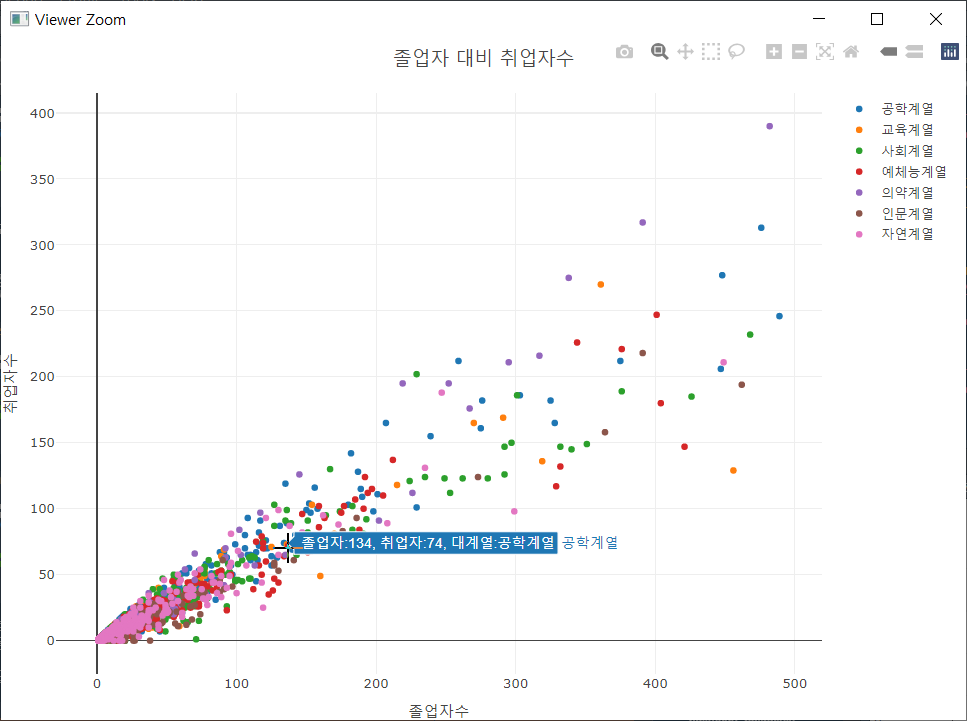 Viewer Zoom
졸업자 대비 취업자수
400
350
300
250
200
150
100
50
0
취업자수
0 100 200 300 400 500
졸업자수
공학계열
교육계열
사회계열
예체능계열
의약계열
인문계열
자연계열
졸업자:134, 취업자:74, 대계열:공학계열 공학계열